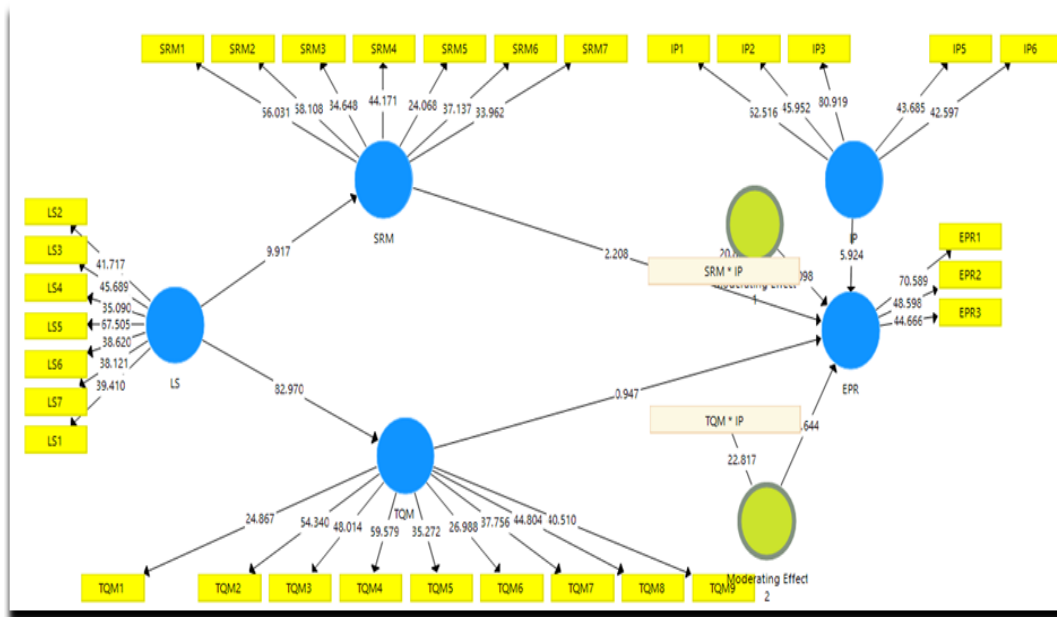 SRM1 SRM2 SRM3 SRM4 SRM5 SRM6 SRM7 IP1 IP2 IP3 IP5 IP6
56.031 58.108 34.648 44.171 24.068 37.137 33.962 52.516 45.952 80.919 43.685 42.597
LS2
LS3
LS4
LS5
LS6
LS7
LS1
41.717
45.689
35.090
67.505
38.620
38.121
39.410
LS
9.917
82.970
SRM
2.208
SRM * IP
Moderating Effect
1
IP
5.924
EPR1
EPR2
EPR3
70.589
48.598
44.666
EPR
0.947
TQM * IP
22.817
Moderating Effect
2
TQM
24.867 54.340 48.014 59.579 35.272 26.988 37.756 44.804 40.510
TQM1 TQM2 TQM3 TQM4 TQM5 TQM6 TQM7 TQM8 TQM9